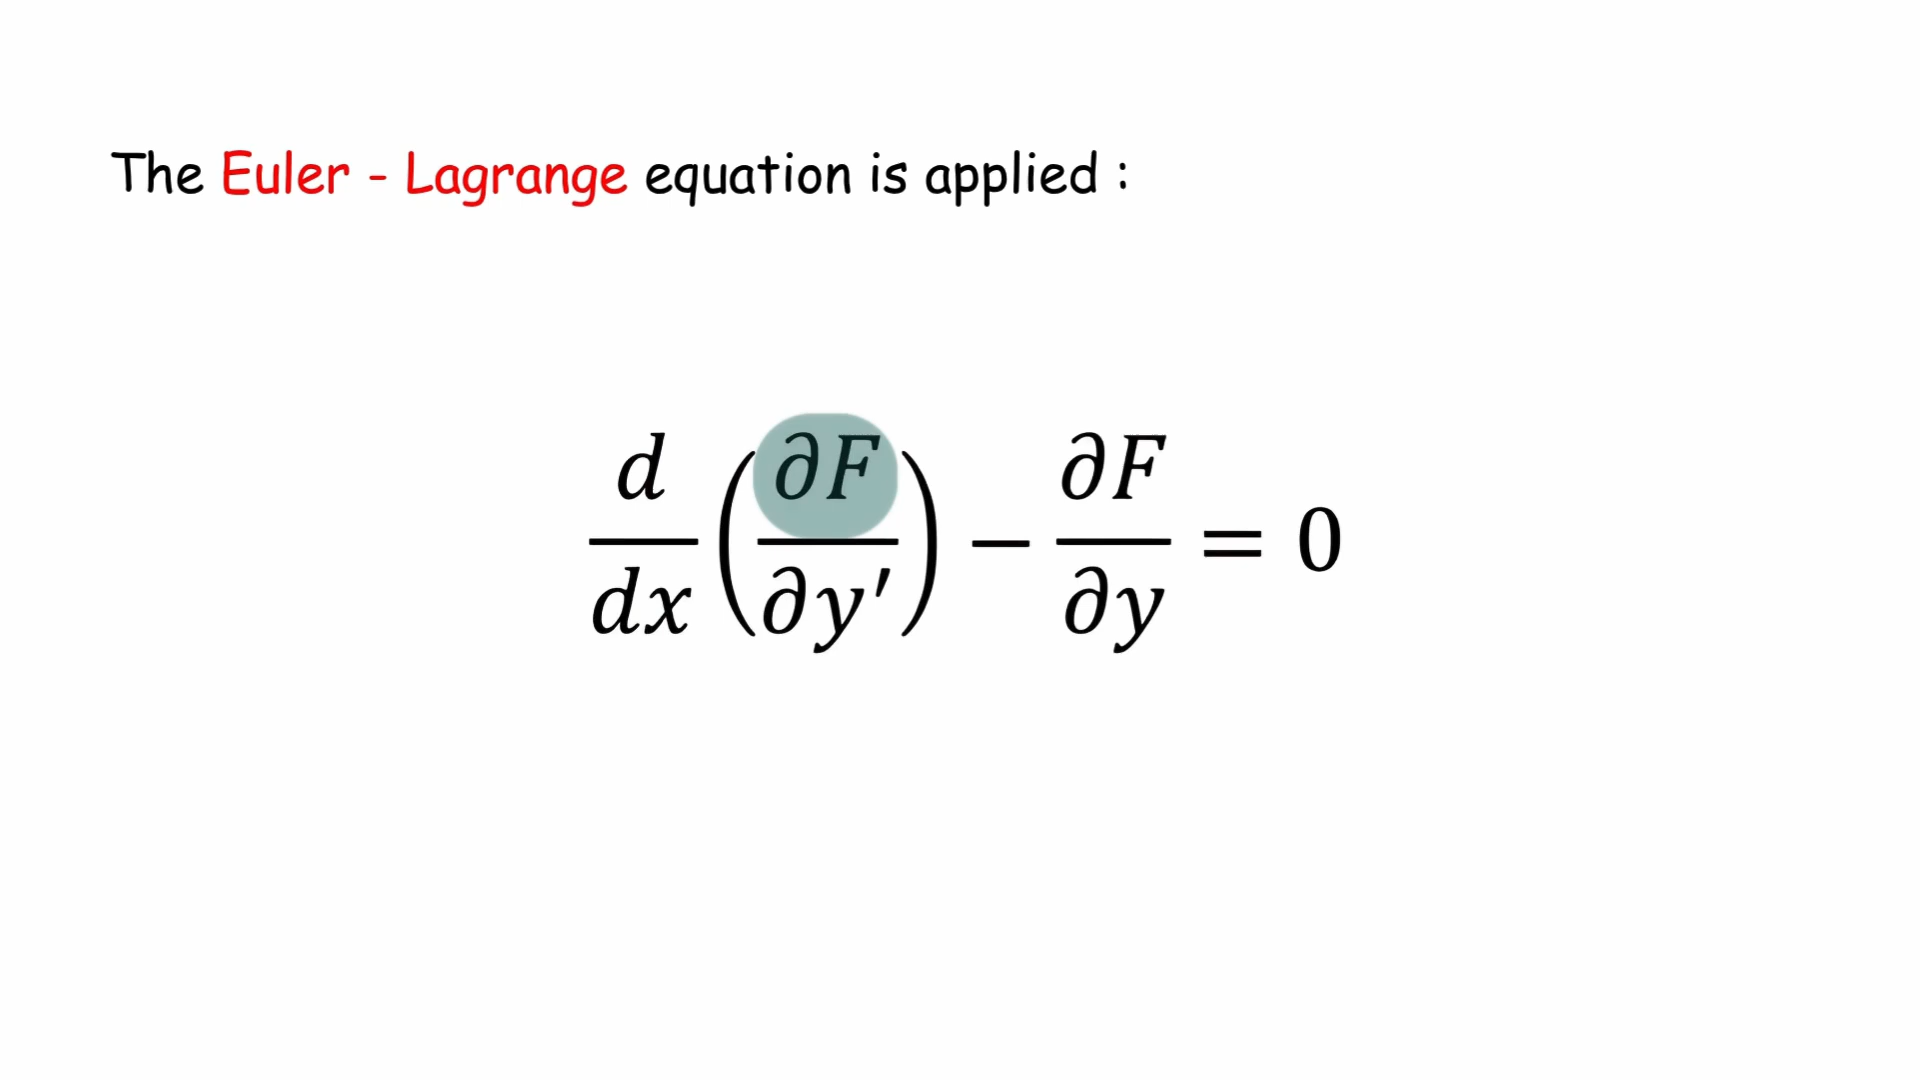 The Euler - Lagrange equation is applied :
d/dx (∂F/∂y′) − ∂F/∂y = 0